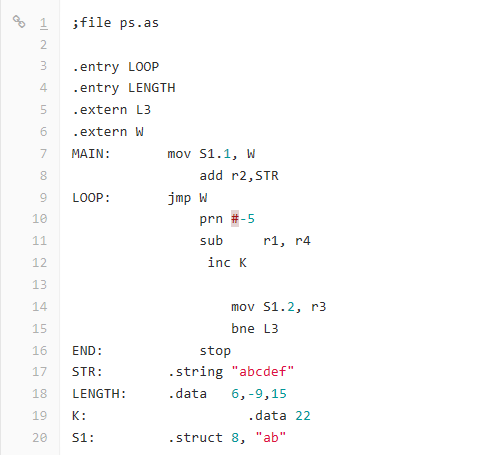 1 ;file ps.as
2
3 .entry LOOP
4 .entry LENGTH
5 .extern L3
6 .extern W
7 MAIN: mov S1.1, W
8 add r2,STR
9 LOOP: jmp W
10 prn #-5
11 sub r1, r4
12 inc K
13
14 mov S1.2, r3
15 bne L3
16 END: stop
17 STR: .string "abcdef"
18 LENGTH: .data 6,-9,15
19 K: .data 22
20 S1: .struct 8, "ab"